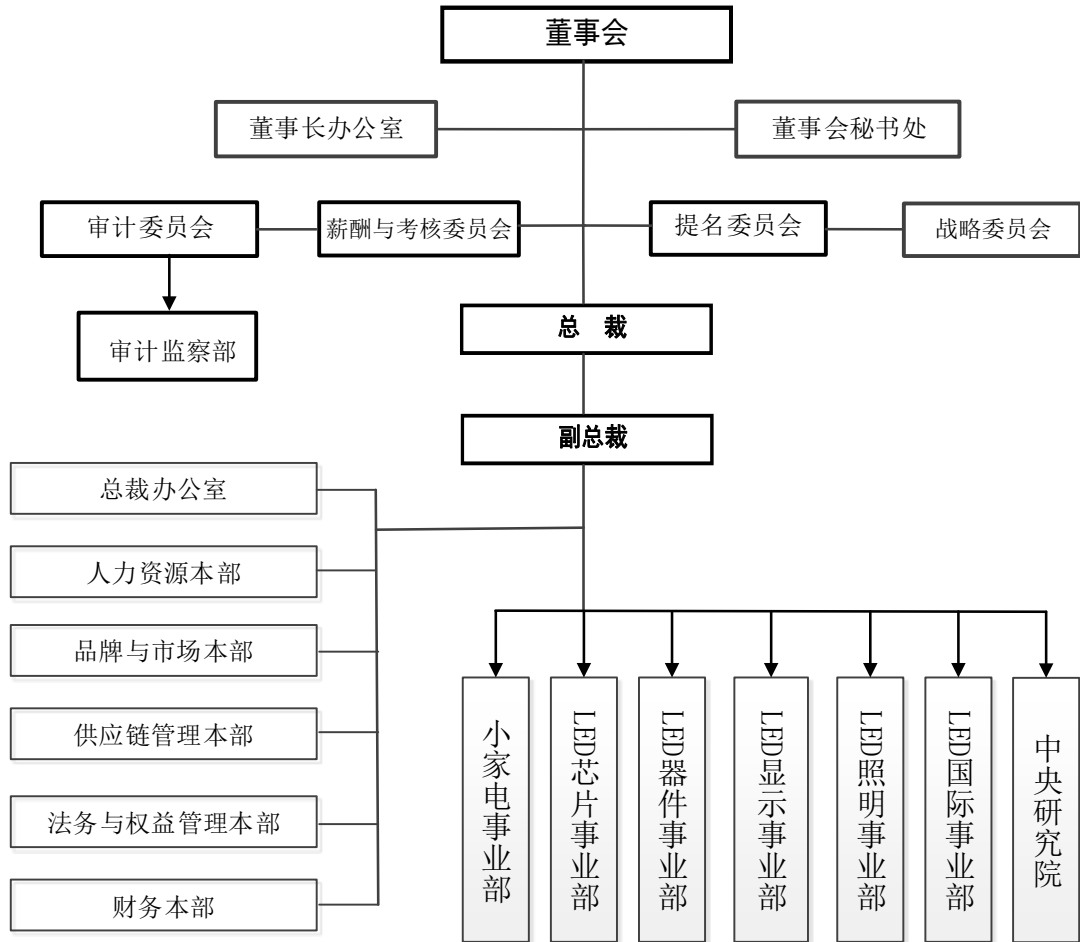 董事会
董事长办公室
董事会秘书处
审计委员会
薪酬与考核委员会
提名委员会
战略委员会
审计监察部
总 裁
副总裁
总裁办公室
人力资源本部
品牌与市场本部
供应链管理本部
法务与权益管理本部
财务本部
小家电事业部
LED芯片事业部
LED器件事业部
LED显示事业部
LED照明事业部
LED国际事业部
中央研究院